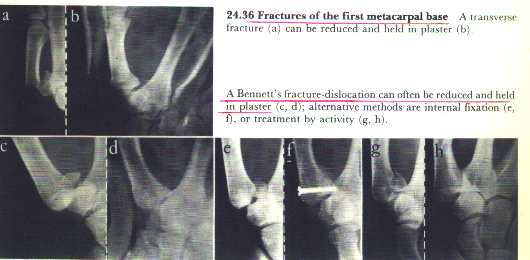 a
b
24.36 Fractures of the first metacarpal base A transverse
fracture (a) can be reduced and held in plaster (b).
A Bennett's fracture-dislocation can often be reduced and held
in plaster (c, d); alternative methods are internal fixation (e,
f), or treatment by activity (g, h).
c
d
e
f
g
h